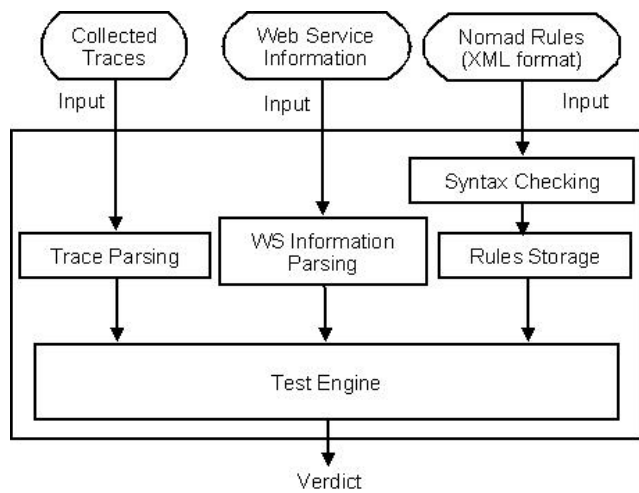 Collected
Traces
Web Service
Information
Nomad Rules
(XML format)
Input
Input
Input
Syntax Checking
Trace Parsing
WS Information
Parsing
Rules Storage
Test Engine
Verdict